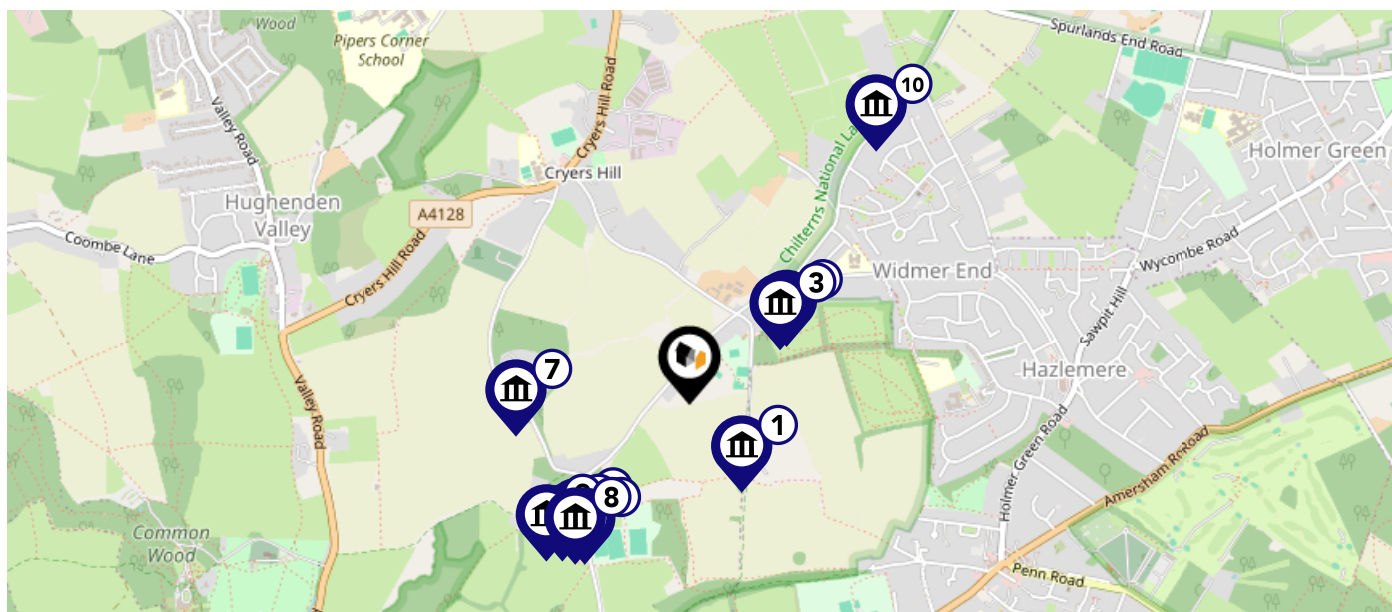 Wood
Pipers Corner
School
Spurlands End Road
Valley Road
Cryers Hill Road
10
Holmer Green
Cryers Hill
Chilterns National
Hughenden
Valley
A4128
Coombe Lane
Wycombe Road
Cryers Hill Road
Widmer End
3
Sawpit Hill
7
Hazlemere
Valley Road
1
Holmer Green Road
Amersham Road
8
Common
Wood
Penn Road